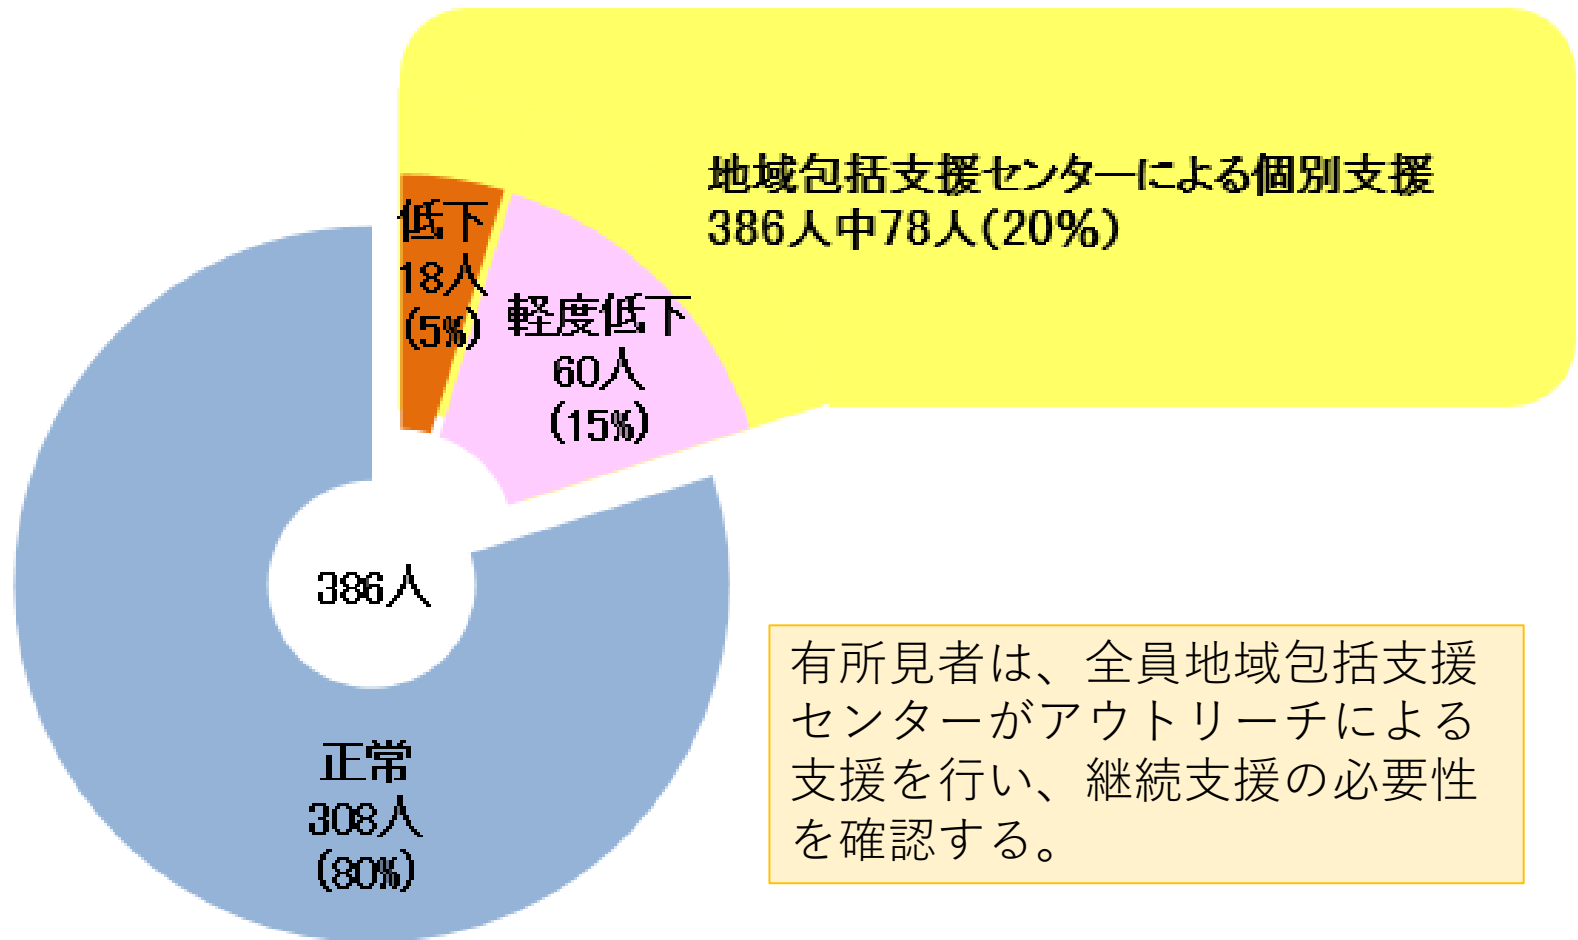 地域包括支援センターによる個別支援
386人中78人(20%)
低下
18人
(5%)
軽度低下
60人
(15%)
386人
正常
308人
(80%)
有所見者は、全員地域包括支援
センターがアウトリーチによる
支援を行い、継続支援の必要性
を確認する。